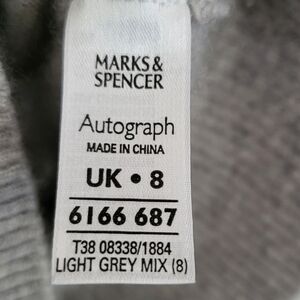 MARKS &
SPENCER
Autograph
MADE IN CHINA
UK • 8
6166 687
T38 08338/1884
LIGHT GREY MIX (8)